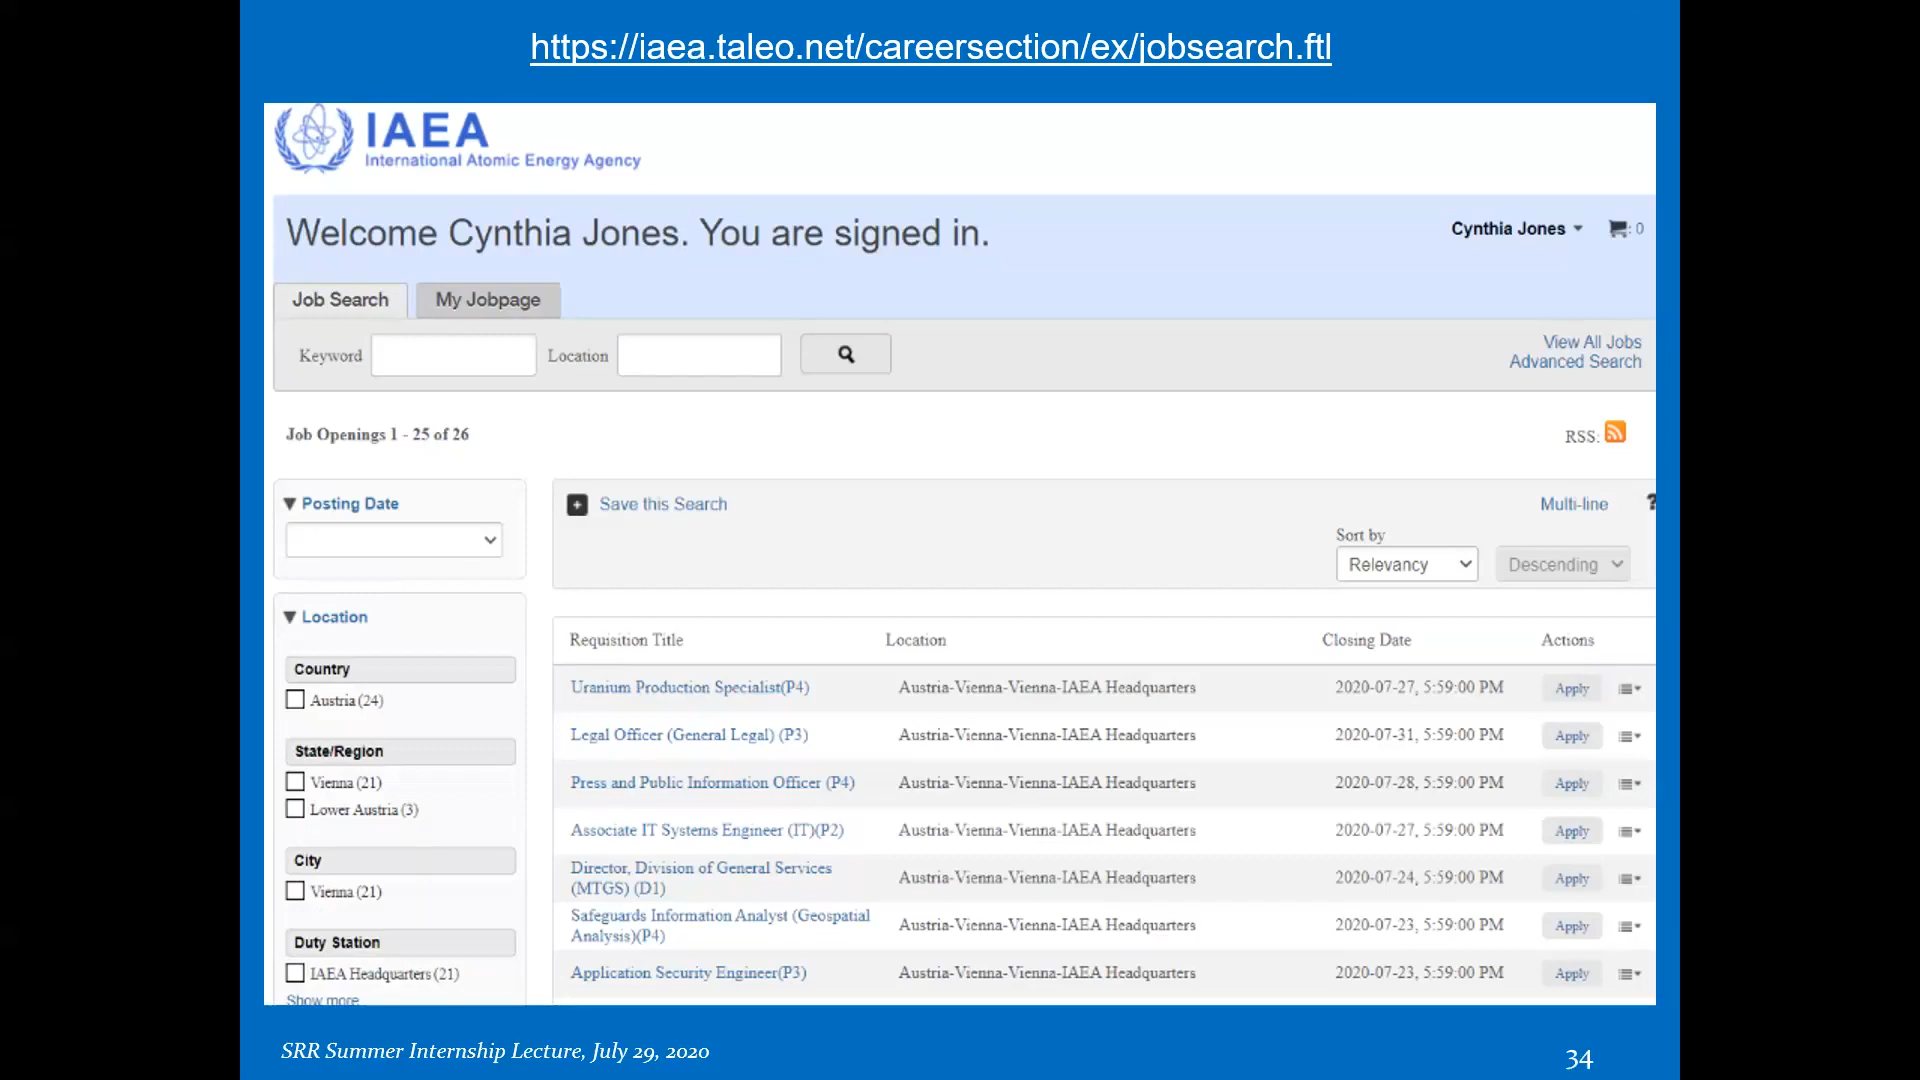 https://iaea.taleo.net/careersection/ex/jobsearch.ftl
IAEA
International Atomic Energy Agency
Welcome Cynthia Jones. You are signed in.
Cynthia Jones
: 0
Job Search
My Jobpage
Keyword
Location
View All Jobs
Advanced Search
Job Openings 1 - 25 of 26
RSS:
Posting Date
Save this Search
Multi-line
?
Sort by
Relevancy
Descending
Location
Country
Austria (24)
State/Region
Vienna (21)
Lower Austria (3)
City
Vienna (21)
Duty Station
IAEA Headquarters (21)
Show more
Requisition Title Location Closing Date Actions
Uranium Production Specialist(P4) Austria-Vienna-Vienna-IAEA Headquarters 2020-07-27, 5:59:00 PM Apply
Legal Officer (General Legal) (P3) Austria-Vienna-Vienna-IAEA Headquarters 2020-07-31, 5:59:00 PM Apply
Press and Public Information Officer (P4) Austria-Vienna-Vienna-IAEA Headquarters 2020-07-28, 5:59:00 PM Apply
Associate IT Systems Engineer (IT)(P2) Austria-Vienna-Vienna-IAEA Headquarters 2020-07-27, 5:59:00 PM Apply
Director, Division of General Services
(MTGS) (D1) Austria-Vienna-Vienna-IAEA Headquarters 2020-07-24, 5:59:00 PM Apply
Safeguards Information Analyst (Geospatial
Analysis)(P4) Austria-Vienna-Vienna-IAEA Headquarters 2020-07-23, 5:59:00 PM Apply
Application Security Engineer(P3) Austria-Vienna-Vienna-IAEA Headquarters 2020-07-23, 5:59:00 PM Apply
SRR Summer Internship Lecture, July 29, 2020
34